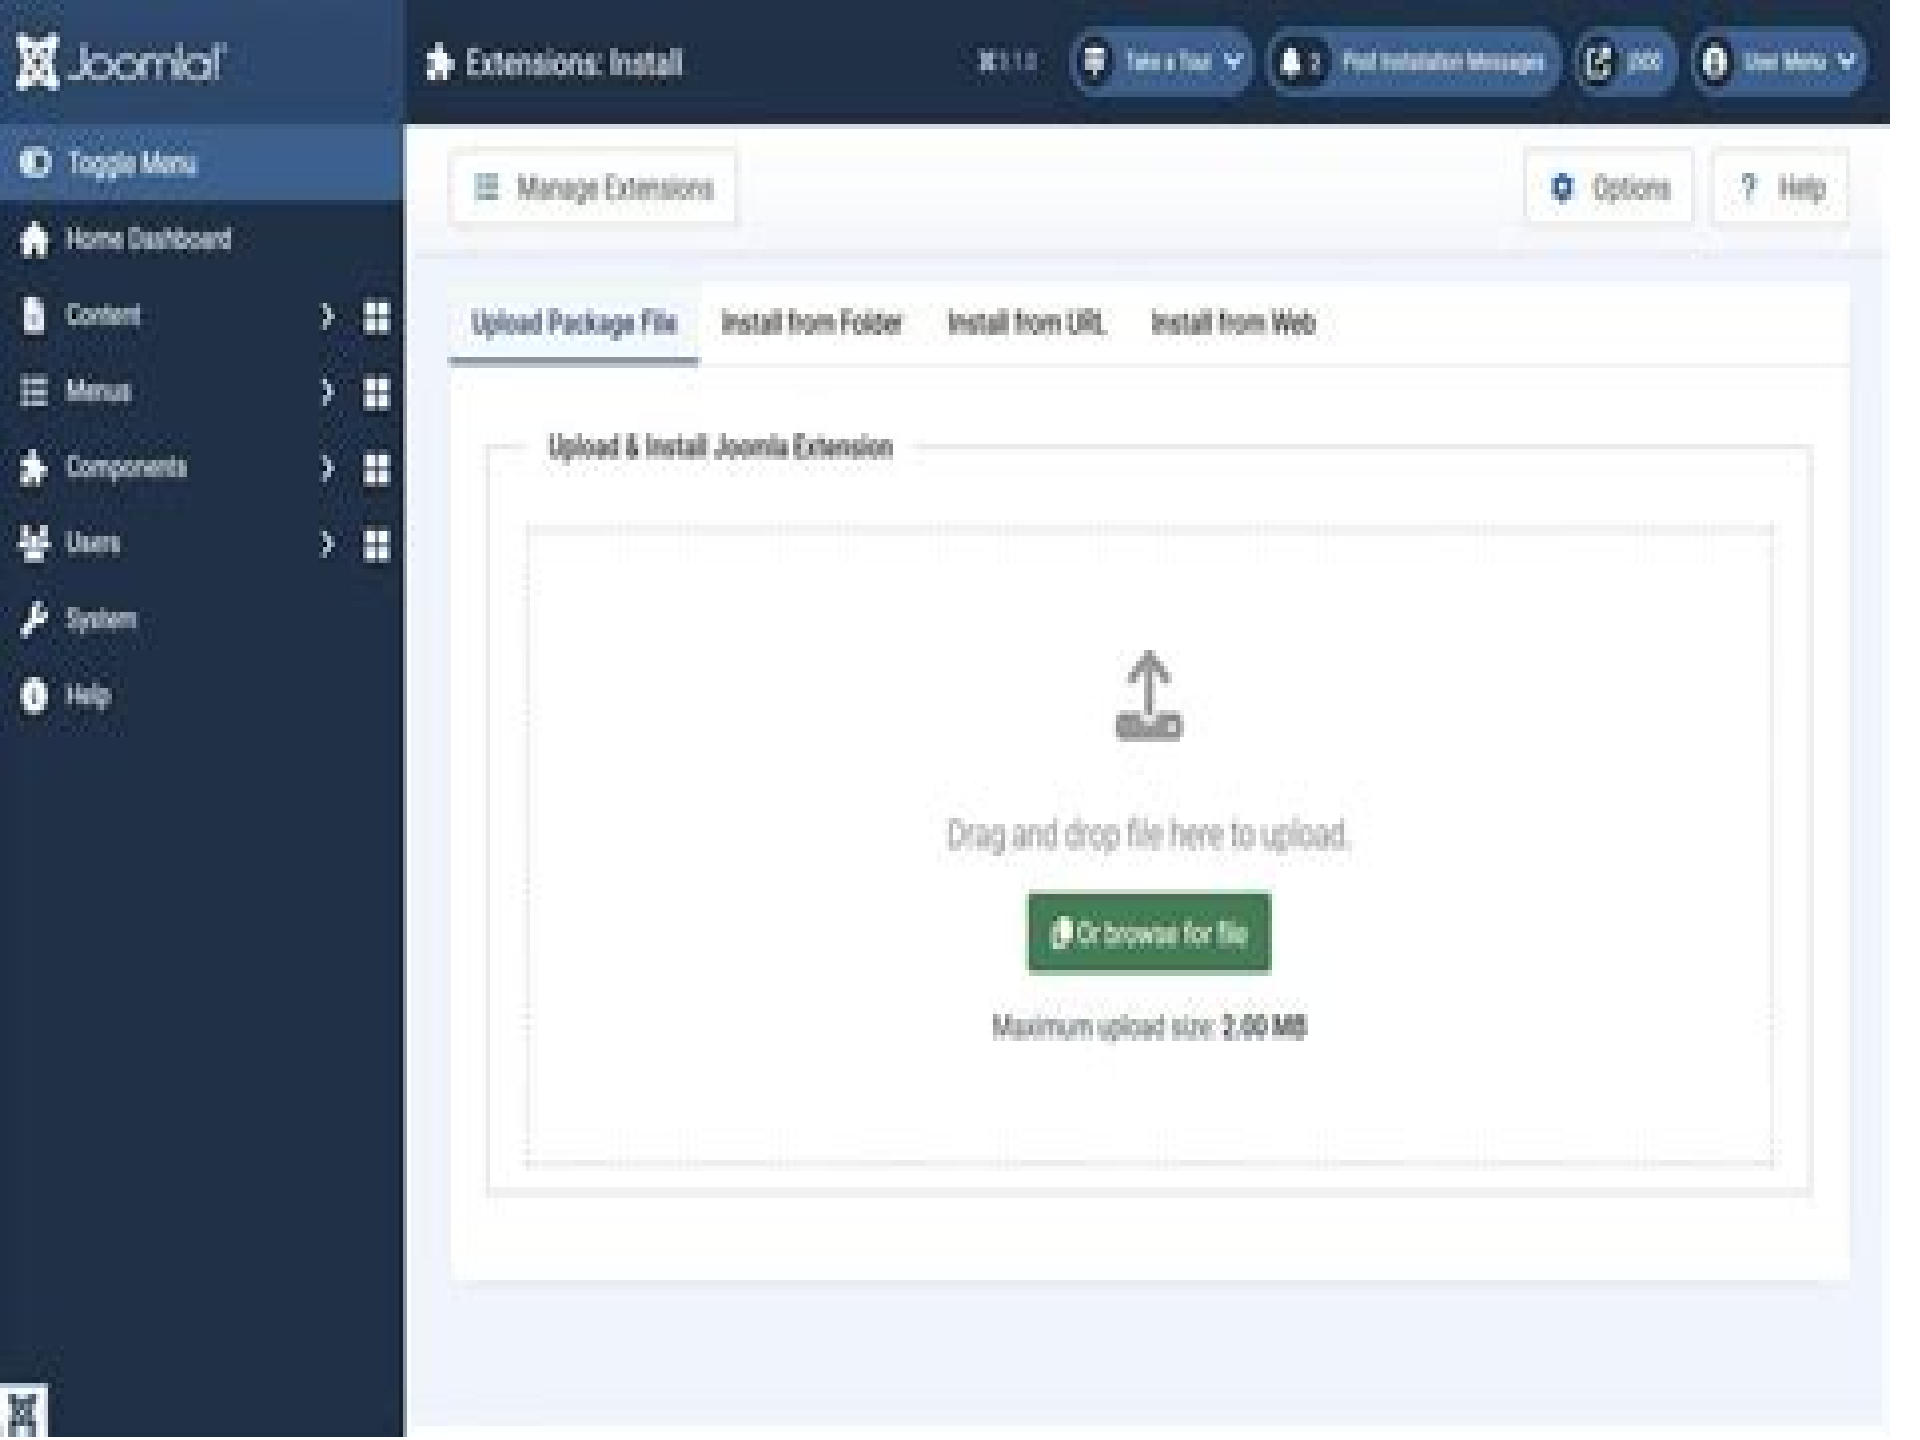 Joomla!
Extensions: Install
Take a Tour
Post Installation Messages
User Menu
Toggle Menu
Home Dashboard
Content
Menus
Components
Users
System
Help
Manage Extensions
Options
? Help
Upload Package File
Install from Folder
Install from URL
Install from Web
Upload & Install Joomla Extension
Drag and drop file here to upload.
Or browse for file
Maximum upload size: 2.00 MB